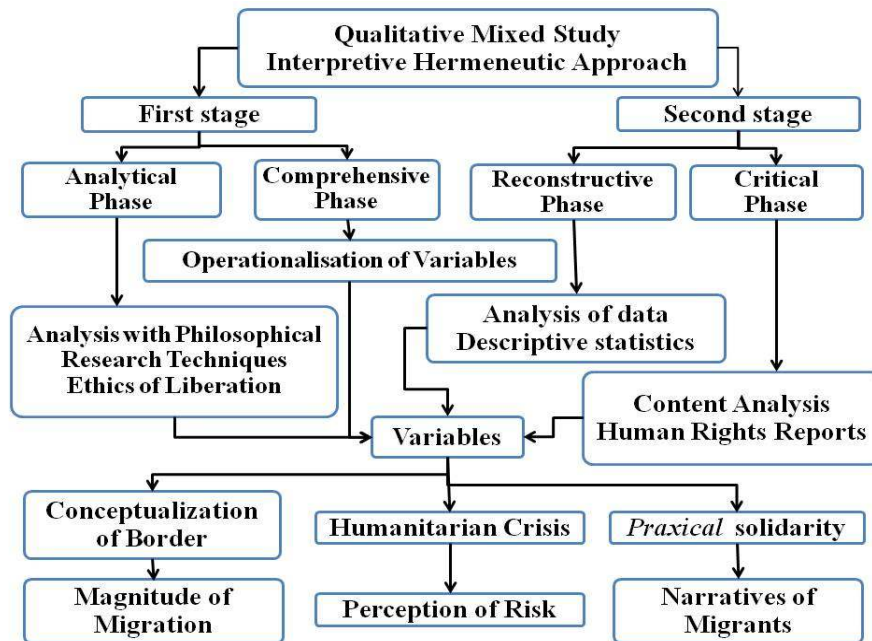 Qualitative Mixed Study
Interpretive Hermeneutic Approach
First stage
Second stage
Analytical
Phase
Comprehensive
Phase
Reconstructive
Phase
Critical
Phase
Operationalisation of Variables
Analysis with Philosophical
Research Techniques
Ethics of Liberation
Analysis of data
Descriptive statistics
Content Analysis
Human Rights Reports
Variables
Conceptualization
of Border
Humanitarian Crisis
Praxical solidarity
Magnitude of
Migration
Perception of Risk
Narratives of
Migrants